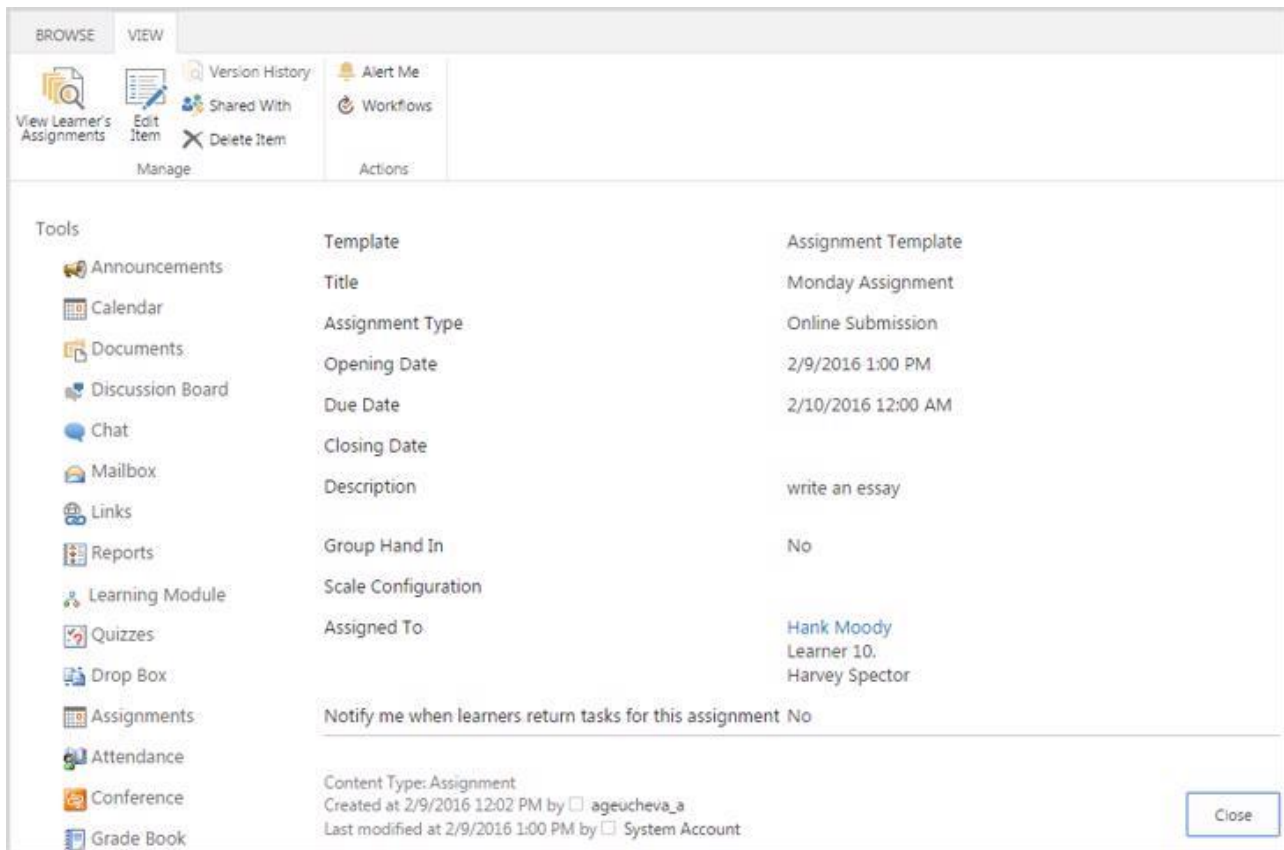 BROWSE VIEW
View Learner's Assignments
Edit Item
Version History
Shared With
Delete Item
Manage
Alert Me
Workflows
Actions
Tools
Announcements
Calendar
Documents
Discussion Board
Chat
Mailbox
Links
Reports
Learning Module
Quizzes
Drop Box
Assignments
Attendance
Conference
Grade Book
Template Assignment Template
Title Monday Assignment
Assignment Type Online Submission
Opening Date 2/9/2016 1:00 PM
Due Date 2/10/2016 12:00 AM
Closing Date
Description write an essay
Group Hand In No
Scale Configuration
Assigned To Hank Moody
Learner 10.
Harvey Spector
Notify me when learners return tasks for this assignment No
Content Type: Assignment
Created at 2/9/2016 12:02 PM by ageucheva_a
Last modified at 2/9/2016 1:00 PM by System Account
Close